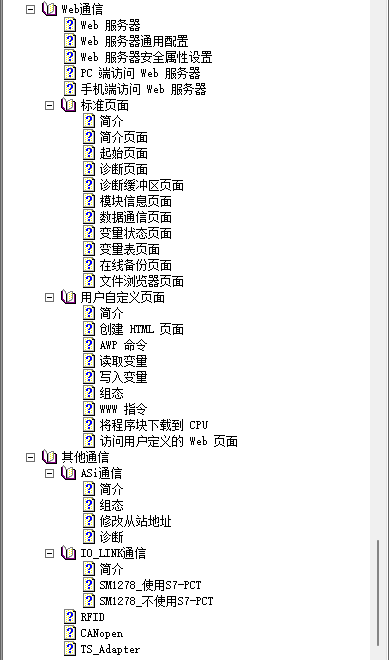 Web通信
Web 服务器
Web 服务器通用配置
Web 服务器安全属性设置
PC 端访问 Web 服务器
手机端访问 Web 服务器
标准页面
简介
简介页面
起始页面
诊断页面
诊断缓冲区页面
模块信息页面
数据通信页面
变量状态页面
变量表页面
在线备份页面
文件浏览器页面
用户自定义页面
简介
创建 HTML 页面
AWP 命令
读取变量
写入变量
组态
WWW 指令
将程序块下载到 CPU
访问用户定义的 Web 页面
其他通信
ASi通信
简介
组态
修改从站地址
诊断
IO_LINK通信
简介
SM1278_使用S7-PCT
SM1278_不使用S7-PCT
RFID
CANopen
TS_Adapter